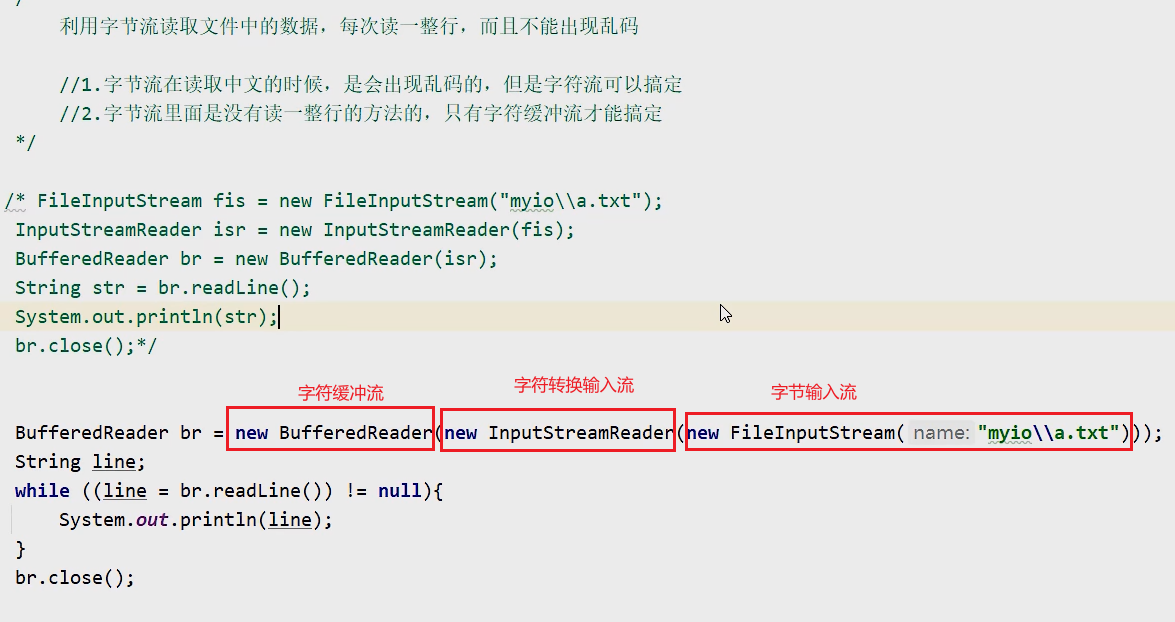 利用字节流读取文件中的数据，每次读一整行，而且不能出现乱码
//1.字节流在读取中文的时候，是会出现乱码的，但是字符流可以搞定
//2.字节流里面是没有读一整行的方法的，只有字符缓冲流才能搞定
*/
/* FileInputStream fis = new FileInputStream("myio\\a.txt");
InputStreamReader isr = new InputStreamReader(fis);
BufferedReader br = new BufferedReader(isr);
String str = br.readLine();
System.out.println(str);
br.close();*/
字符缓冲流 字符转换输入流 字节输入流
BufferedReader br = new BufferedReader(new InputStreamReader(new FileInputStream( name: "myio\\a.txt")));
String line;
while ((line = br.readLine()) != null){
System.out.println(line);
}
br.close();